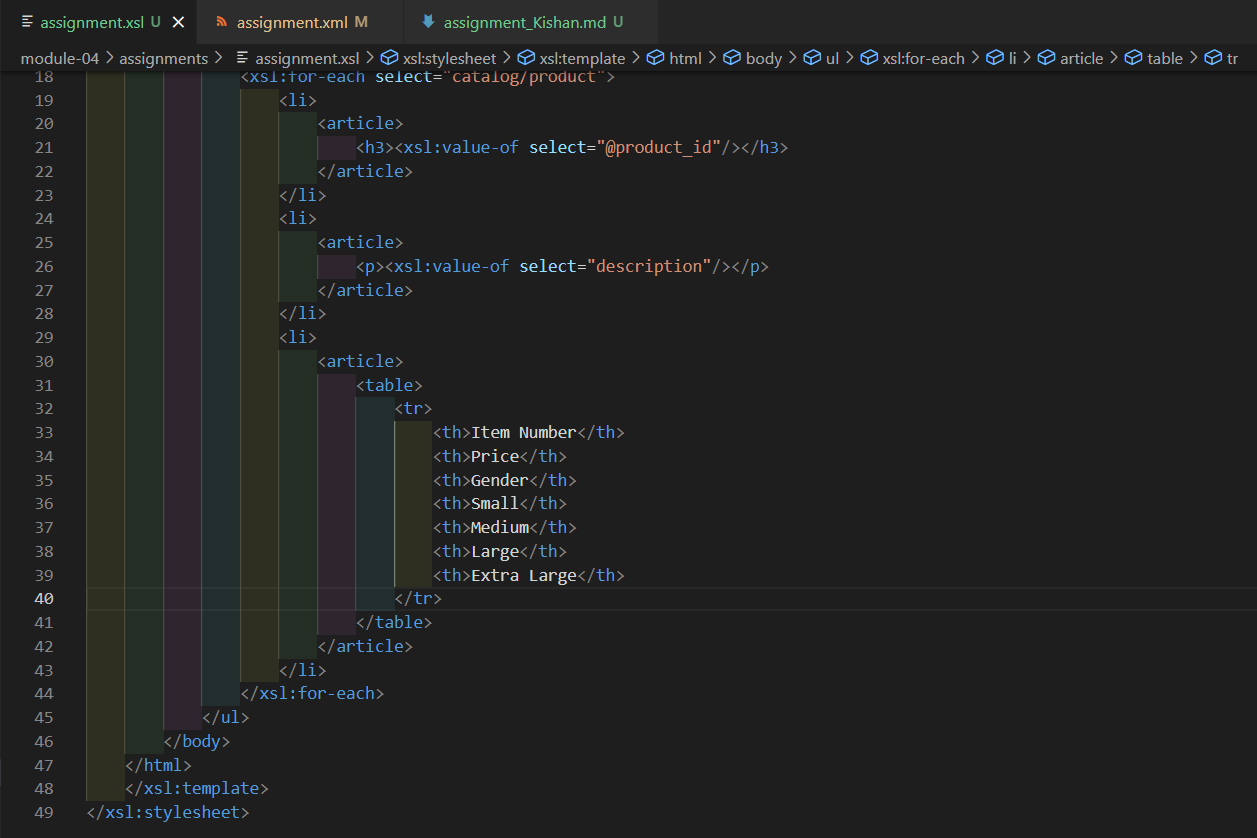 assignment.xsl U × assignment.xml M assignment_Kishan.md U
module-04 > assignments > assignment.xsl > xsl:stylesheet > xsl:template > html > body > ul > xsl:for-each > li > article > table > tr
18 <xsl:for-each select="catalog/product">
19 <li>
20 <article>
21 <h3><xsl:value-of select="@product_id"/></h3>
22 </article>
23 </li>
24 <li>
25 <article>
26 <p><xsl:value-of select="description"/></p>
27 </article>
28 </li>
29 <li>
30 <article>
31 <table>
32 <tr>
33 <th>Item Number</th>
34 <th>Price</th>
35 <th>Gender</th>
36 <th>Small</th>
37 <th>Medium</th>
38 <th>Large</th>
39 <th>Extra Large</th>
40 </tr>
41 </table>
42 </article>
43 </li>
44 </xsl:for-each>
45 </ul>
46 </body>
47 </html>
48 </xsl:template>
49 </xsl:stylesheet>